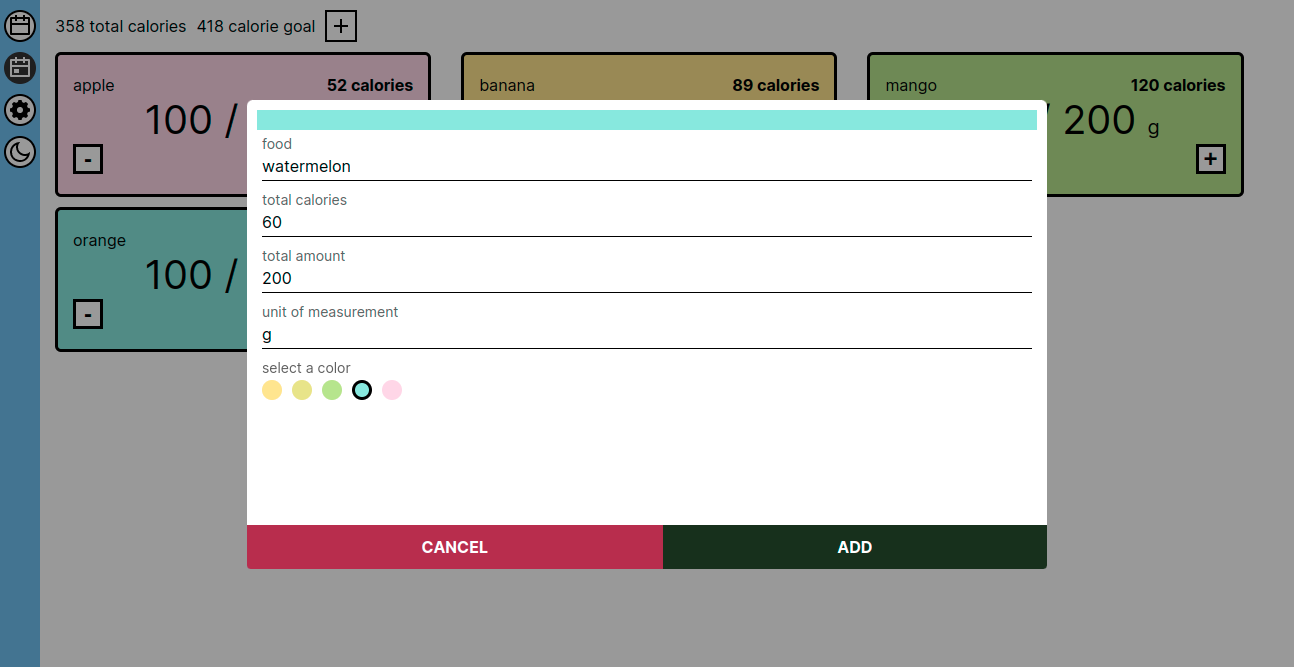 358 total calories 418 calorie goal +
apple 52 calories banana 89 calories mango 120 calories
100 / 200 g
- +
orange
100 /
-
food
watermelon
total calories
60
total amount
200
unit of measurement
g
select a color
CANCEL ADD